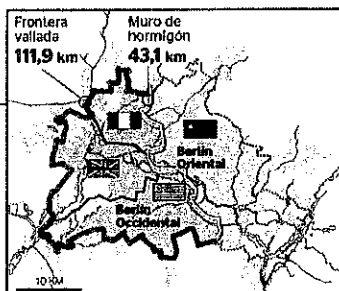 Frontera
vallada
111,9 km
Muro de
hormigón
43,1 km
Berlín
Oriental
Berlín
Occidental
10 KM